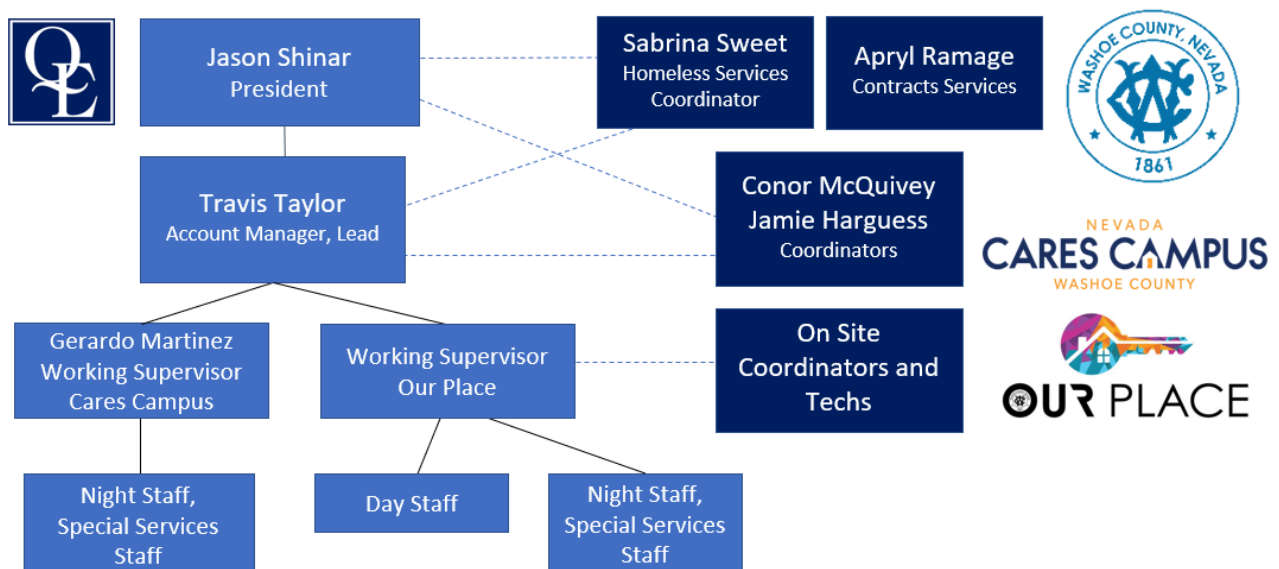 QL
Jason Shinar
President
Sabrina Sweet
Homeless Services
Coordinator
Apryl Ramage
Contracts Services
WASHOE COUNTY, NEVADA
WC
1861
Travis Taylor
Account Manager, Lead
Conor McQuivey
Jamie Harguess
Coordinators
NEVADA
CARES CAMPUS
WASHOE COUNTY
Gerardo Martinez
Working Supervisor
Cares Campus
Working Supervisor
Our Place
On Site
Coordinators and
Techs
OUR PLACE
Night Staff,
Special Services
Staff
Day Staff
Night Staff,
Special Services
Staff